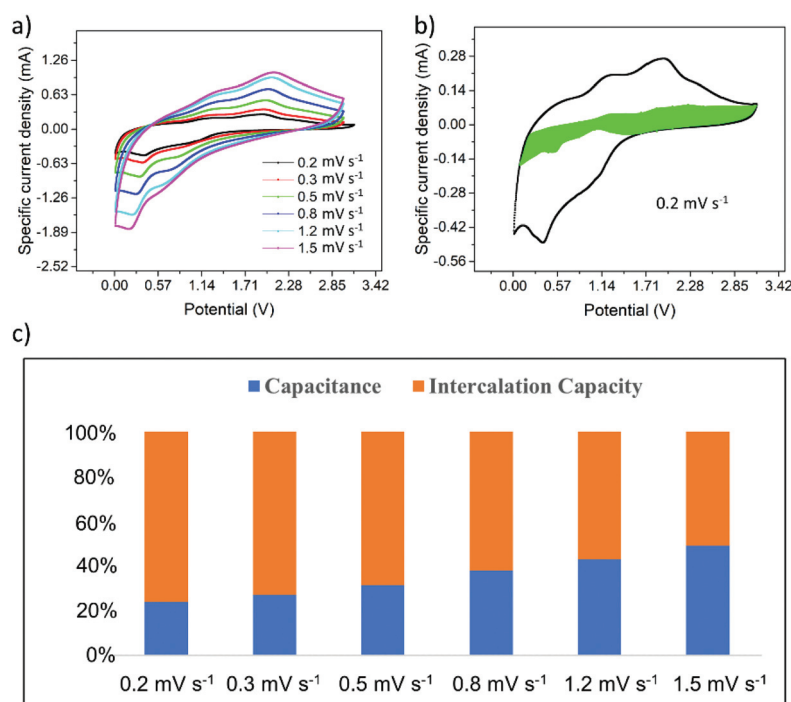 a)
Specific current density (mA)
1.26
0.63
0.00
-0.63
-1.26
-1.89
-2.52
0.2 mV s⁻¹
0.3 mV s⁻¹
0.5 mV s⁻¹
0.8 mV s⁻¹
1.2 mV s⁻¹
1.5 mV s⁻¹
0.00 0.57 1.14 1.71 2.28 2.85 3.42
Potential (V)
b)
Specific current density (mA)
0.28
0.14
0.00
-0.14
-0.28
-0.42
-0.56
0.2 mV s⁻¹
0.00 0.57 1.14 1.71 2.28 2.85 3.42
Potential (V)
c)
Capacitance Intercalation Capacity
100%
80%
60%
40%
20%
0%
0.2 mV s⁻¹ 0.3 mV s⁻¹ 0.5 mV s⁻¹ 0.8 mV s⁻¹ 1.2 mV s⁻¹ 1.5 mV s⁻¹